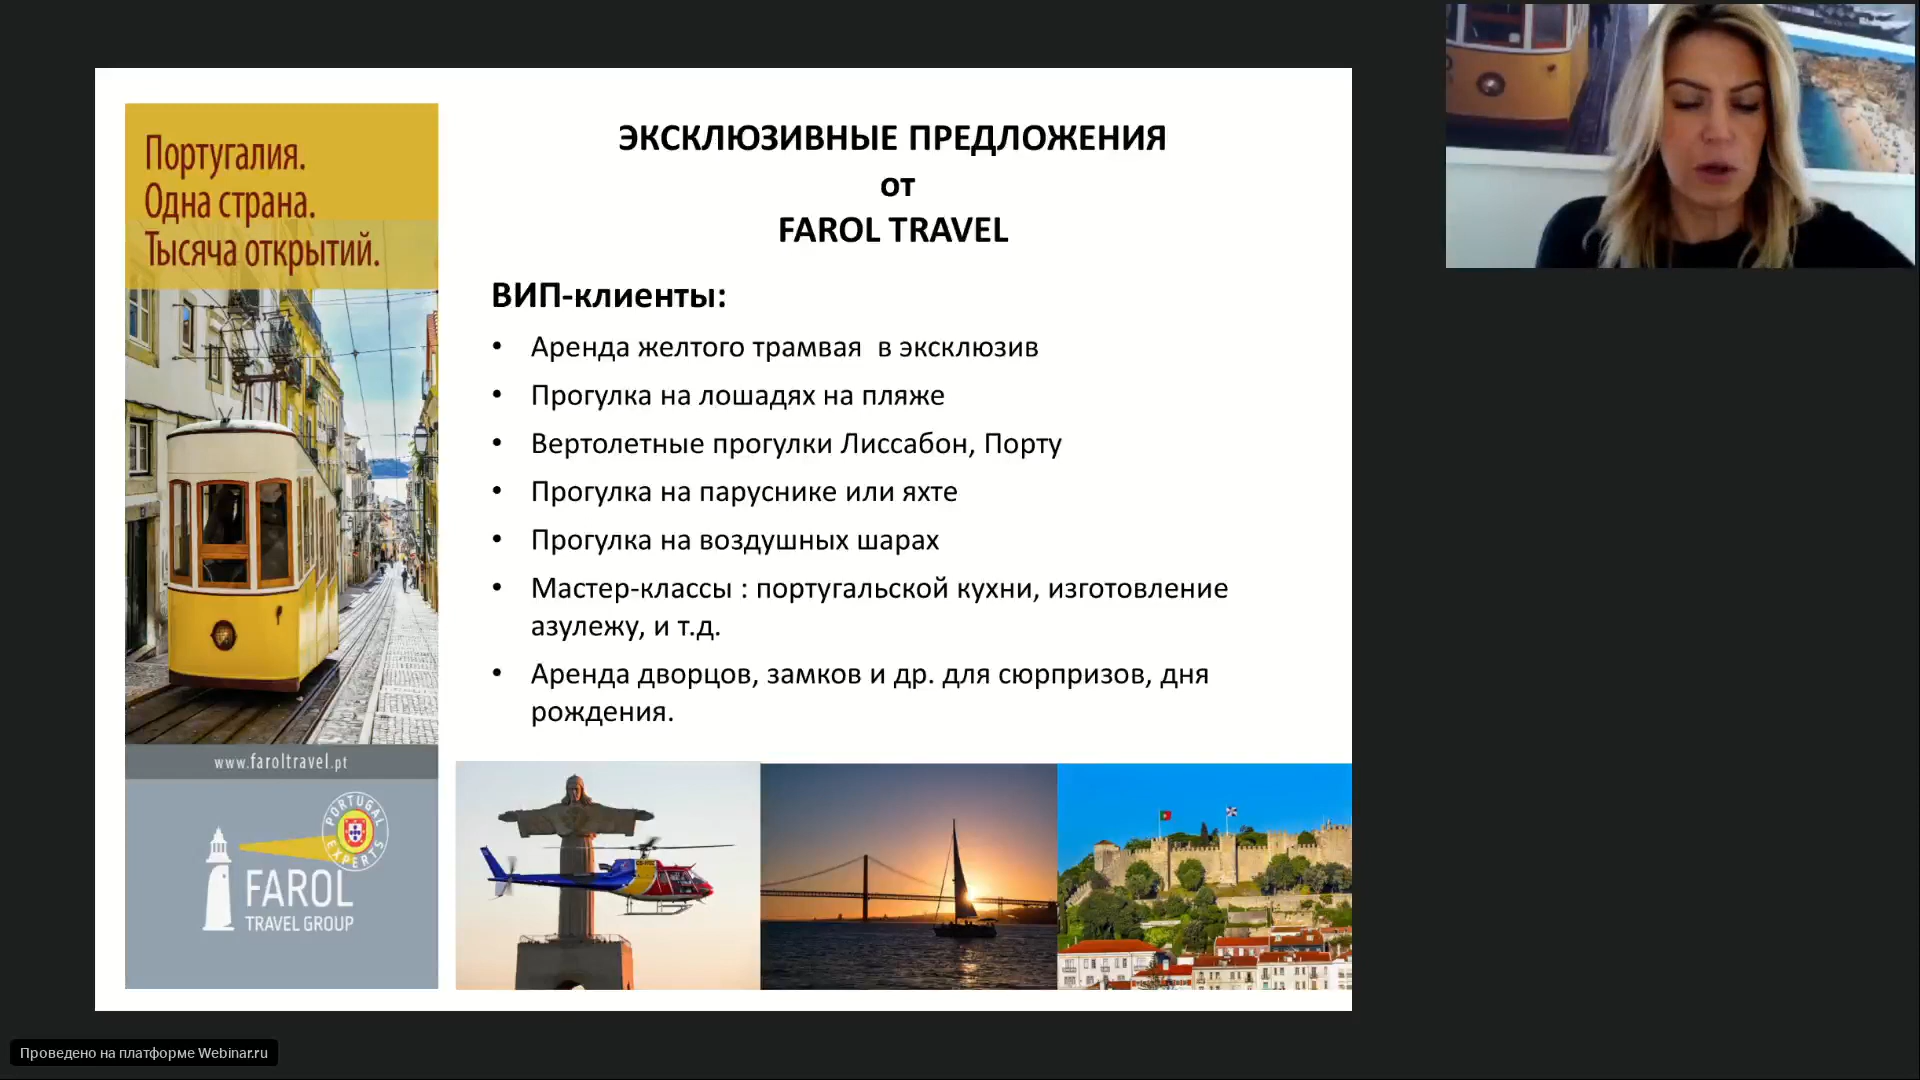 Португалия.
Одна страна.
Тысяча открытий.
www.faroltravel.pt
PORTUGAL EXPERTS
FAROL
TRAVEL GROUP
ЭКСКЛЮЗИВНЫЕ ПРЕДЛОЖЕНИЯ
от
FAROL TRAVEL
ВИП-клиенты:
• Аренда желтого трамвая в эксклюзив
• Прогулка на лошадях на пляже
• Вертолетные прогулки Лиссабон, Порту
• Прогулка на паруснике или яхте
• Прогулка на воздушных шарах
• Мастер-классы : португальской кухни, изготовление
азулежу, и т.д.
• Аренда дворцов, замков и др. для сюрпризов, дня
рождения.
Проведено на платформе Webinar.ru